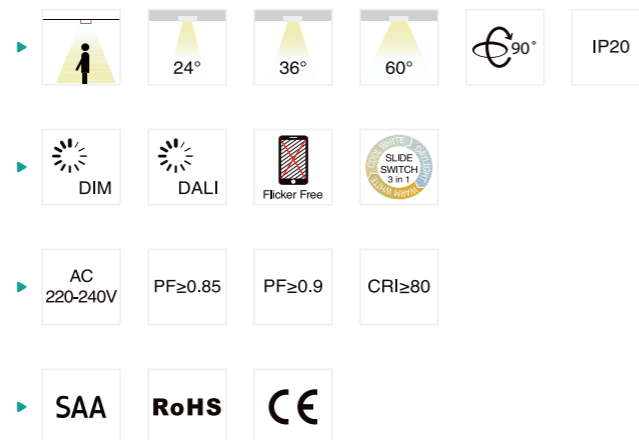 24°
36°
60°
90°
IP20
DIM
DALI
Flicker Free
COOL WHITE
DAYLIGHT
WARM WHITE
SLIDE
SWITCH
3 in 1
AC
220-240V
PF≥0.85
PF≥0.9
CRI≥80
SAA
RoHS
CE